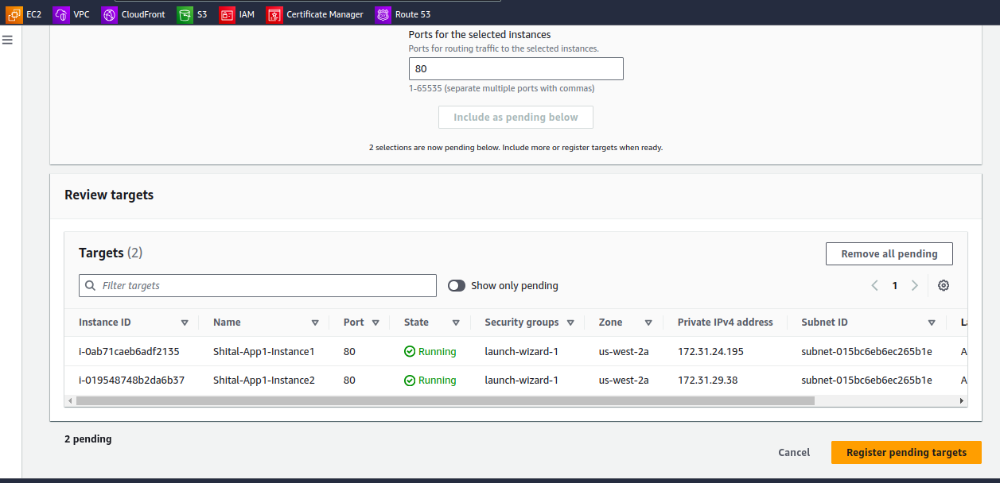 EC2 VPC CloudFront S3 IAM Certificate Manager Route 53
Ports for the selected instances
Ports for routing traffic to the selected instances.
80
1-65535 (separate multiple ports with commas)
Include as pending below
2 selections are now pending below. Include more or register targets when ready.
Review targets
Targets (2)
Remove all pending
Filter targets
Show only pending
1
Instance ID Name Port State Security groups Zone Private IPv4 address Subnet ID
i-0ab71caeb6adf2135 Shital-App1-Instance1 80 Running launch-wizard-1 us-west-2a 172.31.24.195 subnet-015bc6eb6ec265b1e
i-019548748b2da6b37 Shital-App1-Instance2 80 Running launch-wizard-1 us-west-2a 172.31.29.38 subnet-015bc6eb6ec265b1e
2 pending
Cancel
Register pending targets